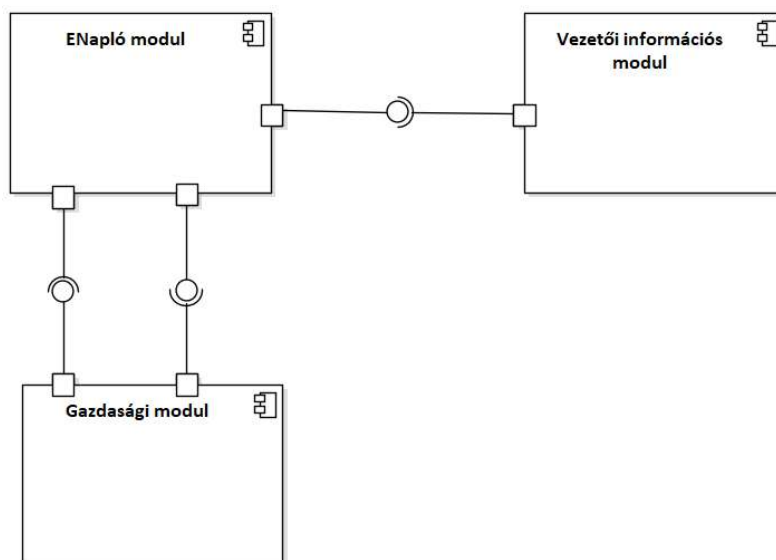 ENapló modul
Vezetői információs
modul
Gazdasági modul